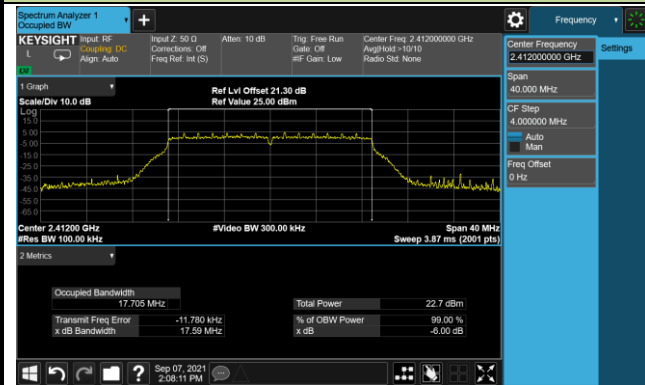 Spectrum Analyzer 1
Occupied BW
+
Frequency
KEYSIGHT
L
Input: RF
Coupling: DC
Align: Auto
Input Z: 50 Ω
Corrections: Off
Freq Ref: Int (S)
Atten: 10 dB
Trig: Free Run
Gate: Off
#IF Gain: Low
Center Freq: 2.412000000 GHz
Avg|Hold:>10/10
Radio Std: None
Center Frequency
2.412000000 GHz
Settings
Span
40.000 MHz
CF Step
4.000000 MHz
Auto
Man
Freq Offset
0 Hz
1 Graph
Scale/Div 10.0 dB
Ref Lvl Offset 21.30 dB
Ref Value 25.00 dBm
Log
15.0
5.00
-5.00
-15.0
-25.0
-35.0
-45.0
-55.0
-65.0
Center 2.41200 GHz
#Res BW 100.00 kHz
#Video BW 300.00 kHz
Span 40 MHz
Sweep 3.87 ms (2001 pts)
2 Metrics
Occupied Bandwidth
17.705 MHz
Total Power 22.7 dBm
Transmit Freq Error -11.780 kHz
% of OBW Power 99.00 %
x dB Bandwidth 17.59 MHz
x dB -6.00 dB
?
Sep 07, 2021
2:08:11 PM